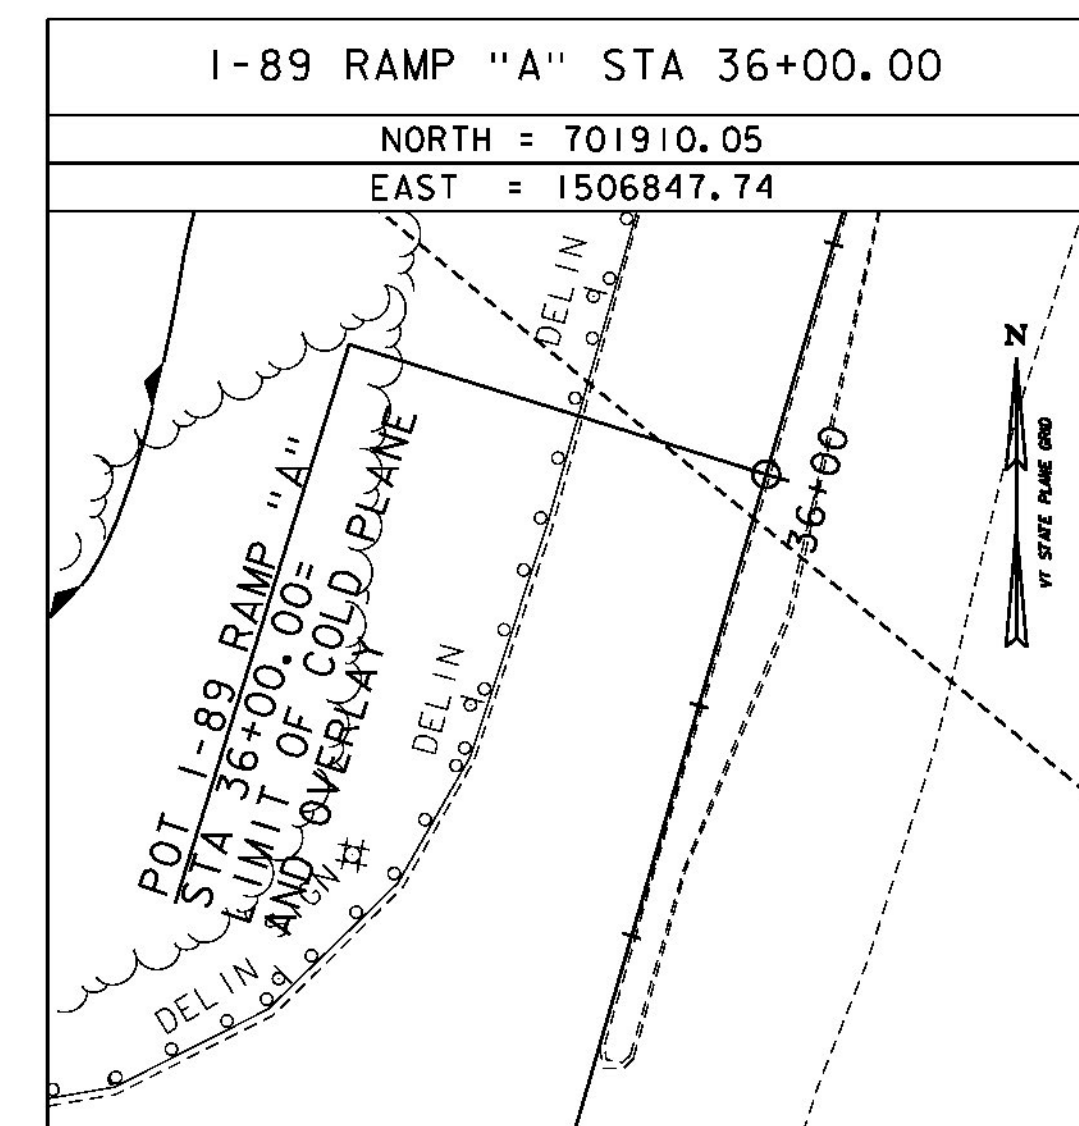 I-89 RAMP "A" STA 36+00.00
NORTH = 701910.05
EAST = 1506847.74
DELIN
N
VT STATE PLANE GRID
36+00
POT I-89 RAMP "A"
STA 36+00.00=
LIMIT OF COLD PLANE
AND OVERLAY
DELIN
DELIN